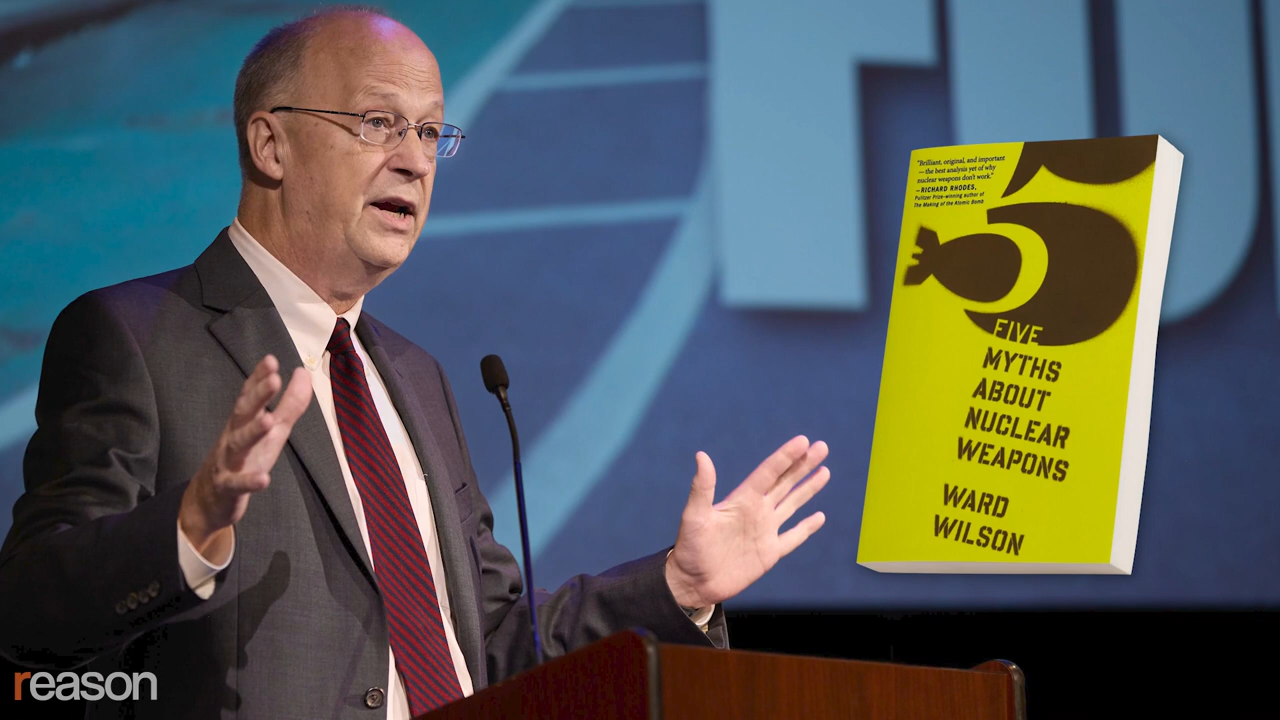 "Brilliant, original, and important
—the best analysis yet of why
nuclear weapons don't work."
—RICHARD RHODES,
Pulitzer Prize-winning author of
The Making of the Atomic Bomb
5
FIVE
MYTHS
ABOUT
NUCLEAR
WEAPONS
WARD
WILSON
reason